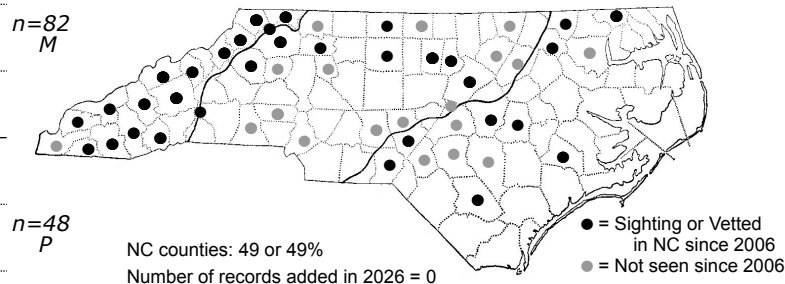 n=82
M
n=48
P
NC counties: 49 or 49%
Number of records added in 2026 = 0
= Sighting or Vetted
in NC since 2006
= Not seen since 2006